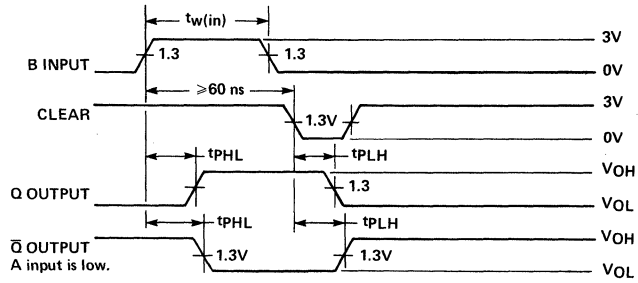 tw(in)
3V
1.3
1.3
B INPUT
0V
≥60 ns
CLEAR
3V
1.3V
0V
tPHL
tPLH
VOH
1.3
Q OUTPUT
VOL
tPHL
tPLH
Q̅ OUTPUT
VOH
A input is low.
1.3V
1.3V
VOL